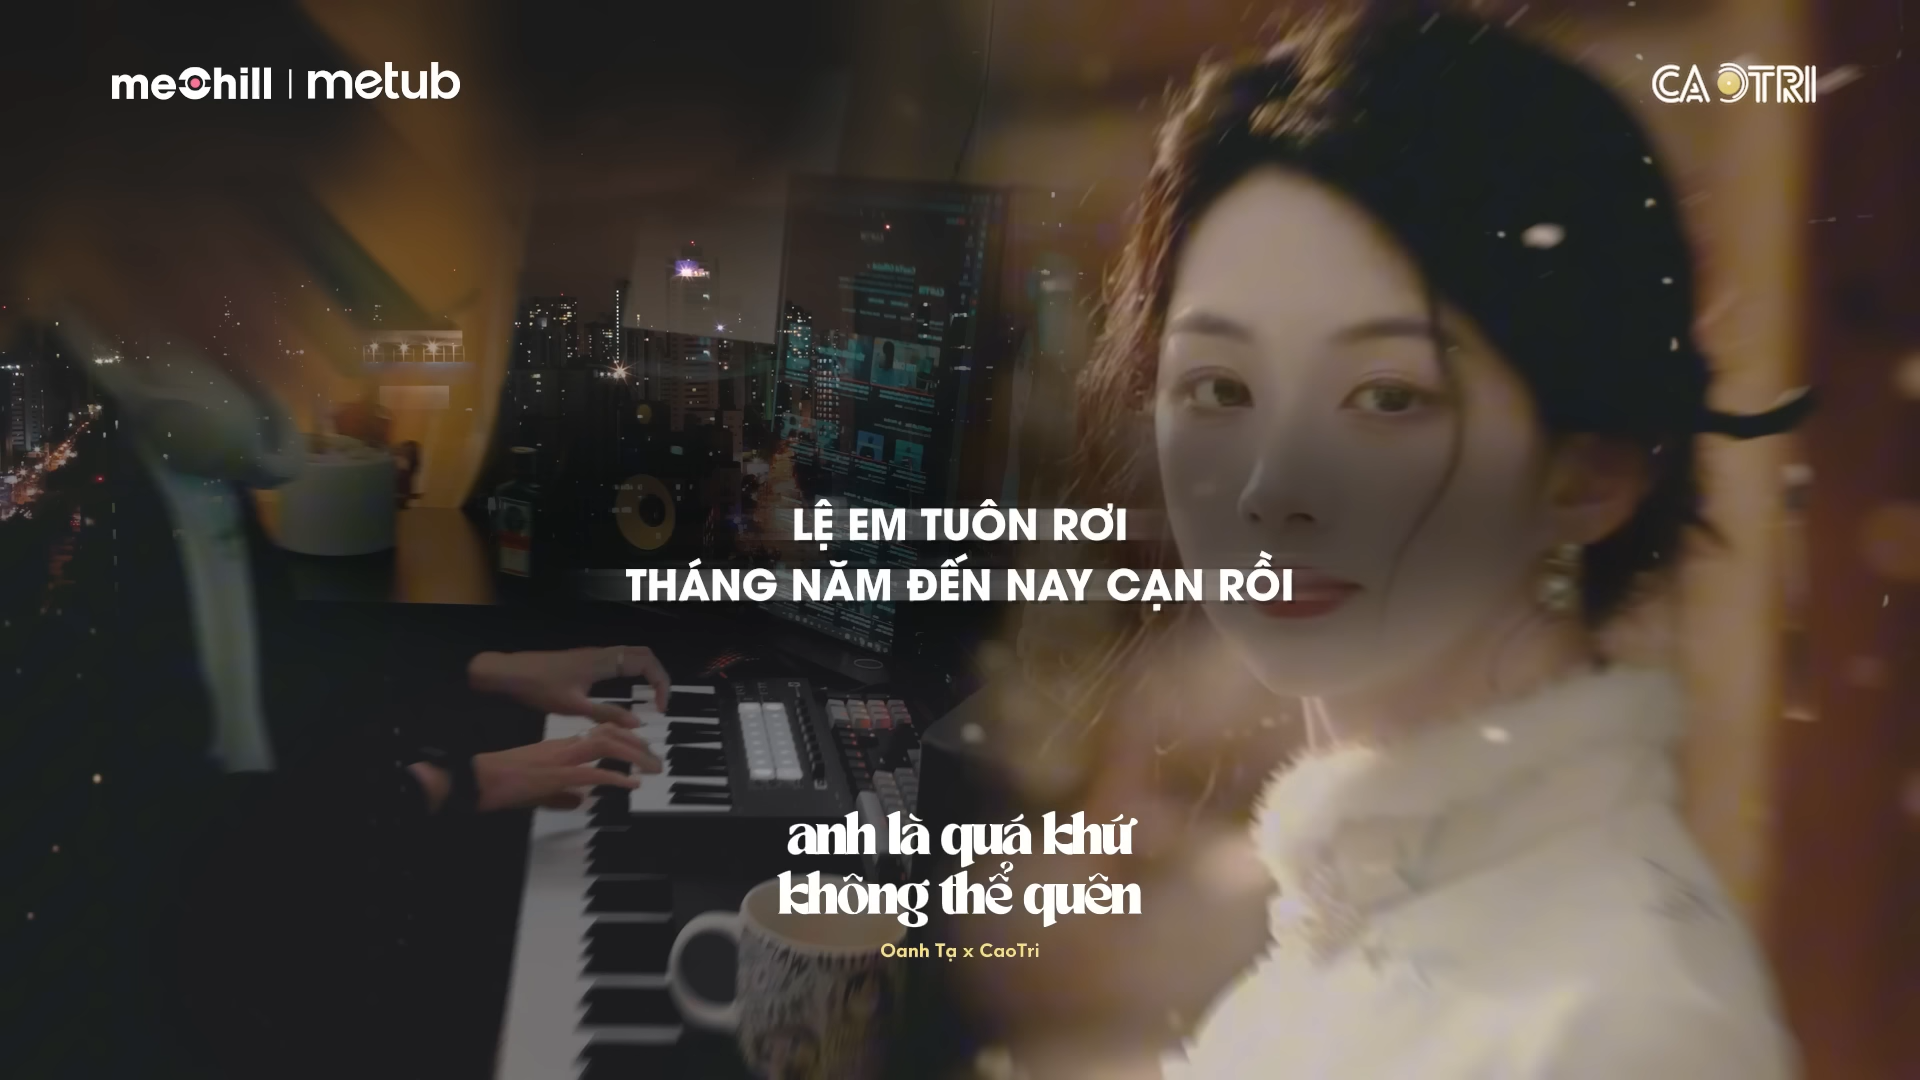 mechill | metub
CAOTRI
LỆ EM TUÔN RƠI
THÁNG NĂM ĐẾN NAY CẠN RỒI
anh là quá khứ
không thể quên
Oanh Tạ x CaoTri